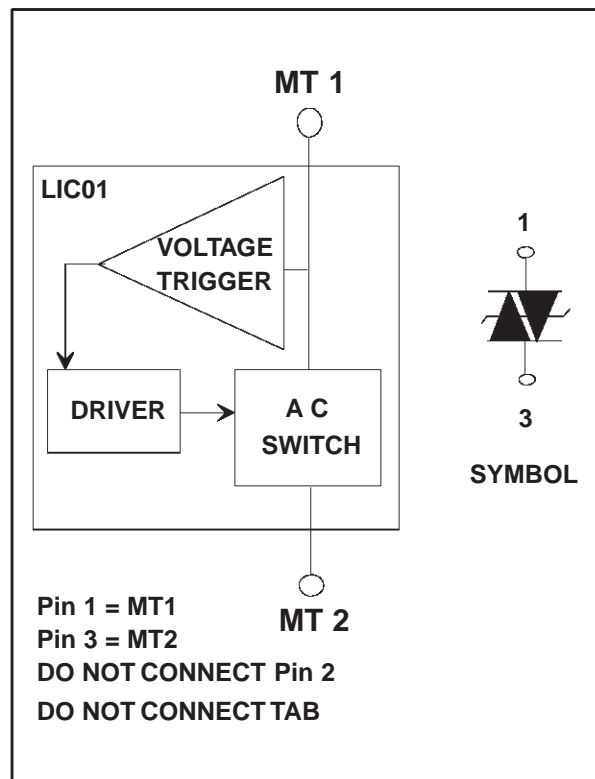 MT 1
LIC01
VOLTAGE
TRIGGER
DRIVER
A C
SWITCH
MT 2
1
3
SYMBOL
Pin 1 = MT1
Pin 3 = MT2
DO NOT CONNECT Pin 2
DO NOT CONNECT TAB